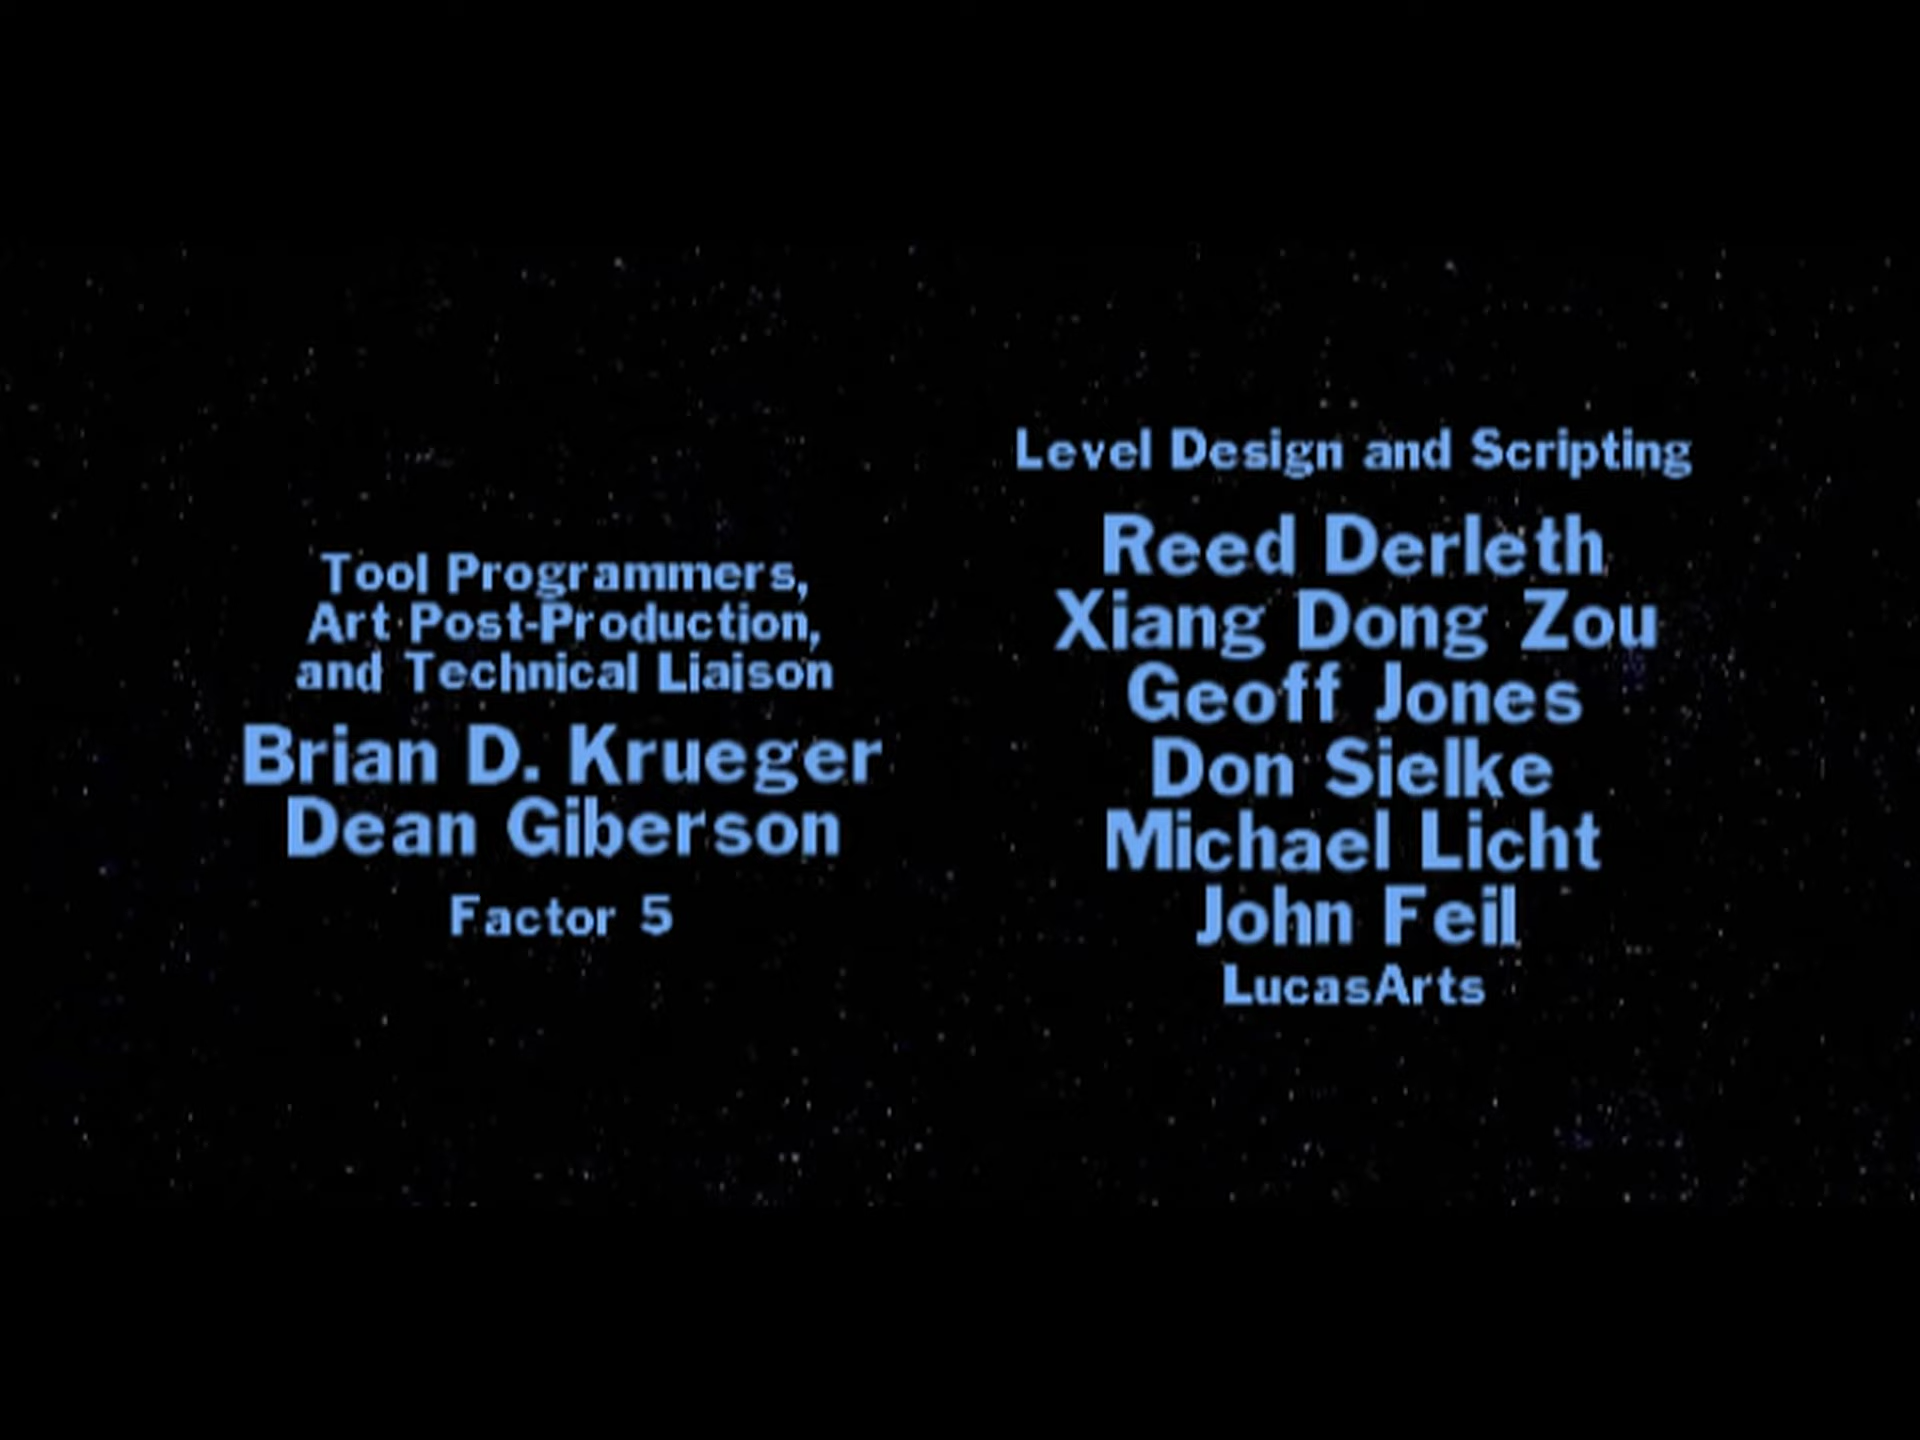 Tool Programmers,
Art Post-Production,
and Technical Liaison
Brian D. Krueger
Dean Giberson
Factor 5
Level Design and Scripting
Reed Derleth
Xiang Dong Zou
Geoff Jones
Don Sielke
Michael Licht
John Feil
LucasArts